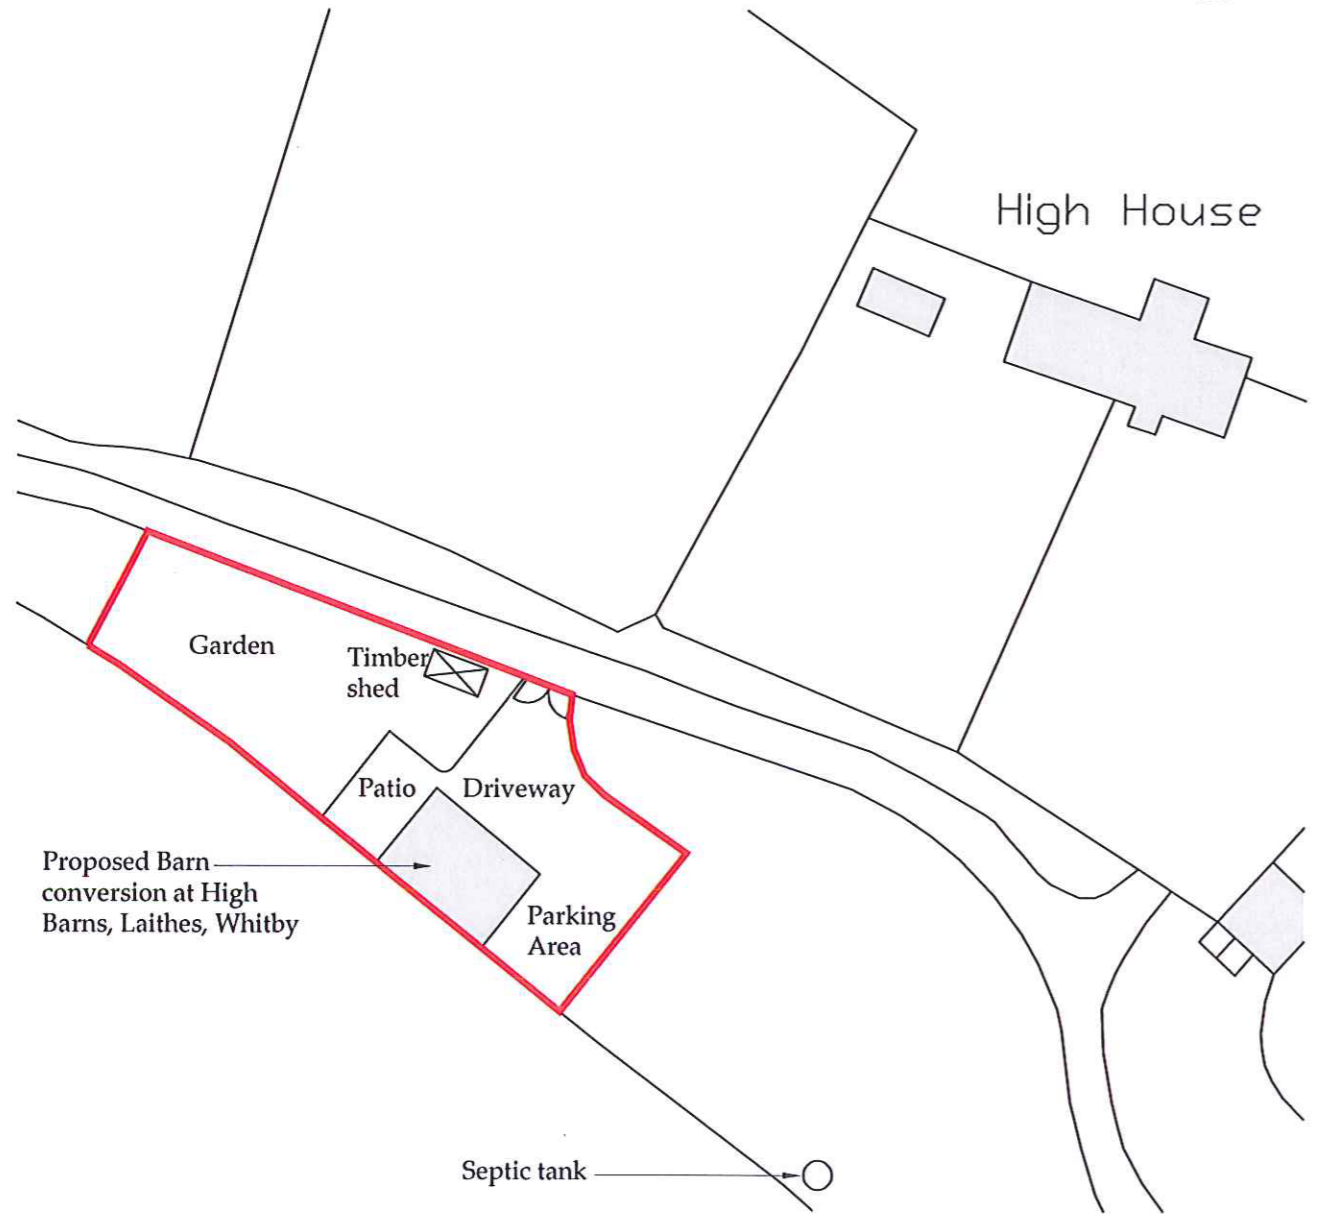 High House
Garden
Timber
shed
Patio
Driveway
Proposed Barn
conversion at High
Barns, Laithes, Whitby
Parking
Area
Septic tank